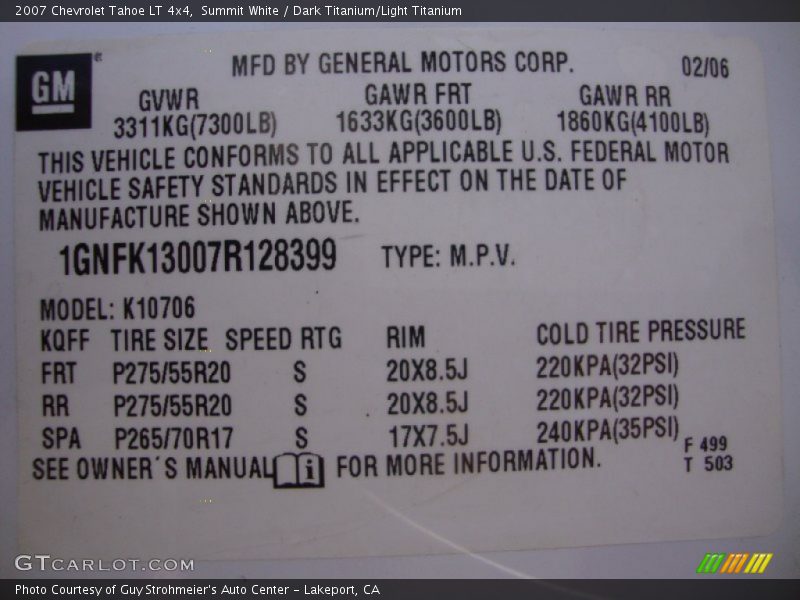 2007 Chevrolet Tahoe LT 4x4,  Summit White / Dark Titanium/Light Titanium
GM®
MFD BY GENERAL MOTORS CORP. 02/06
GVWR GAWR FRT GAWR RR
3311KG(7300LB) 1633KG(3600LB) 1860KG(4100LB)
THIS VEHICLE CONFORMS TO ALL APPLICABLE U.S. FEDERAL MOTOR
VEHICLE SAFETY STANDARDS IN EFFECT ON THE DATE OF
MANUFACTURE SHOWN ABOVE.
1GNFK13007R128399 TYPE: M.P.V.
MODEL: K10706
KQFF TIRE SIZE SPEED RTG RIM COLD TIRE PRESSURE
FRT P275/55R20 S 20X8.5J 220KPA(32PSI)
RR P275/55R20 S 20X8.5J 220KPA(32PSI)
SPA P265/70R17 S 17X7.5J 240KPA(35PSI)
F 499
SEE OWNER´S MANUAL i FOR MORE INFORMATION. T 503
GTCARLOT.COM
Photo Courtesy of Guy Strohmeier's Auto Center – Lakeport, CA